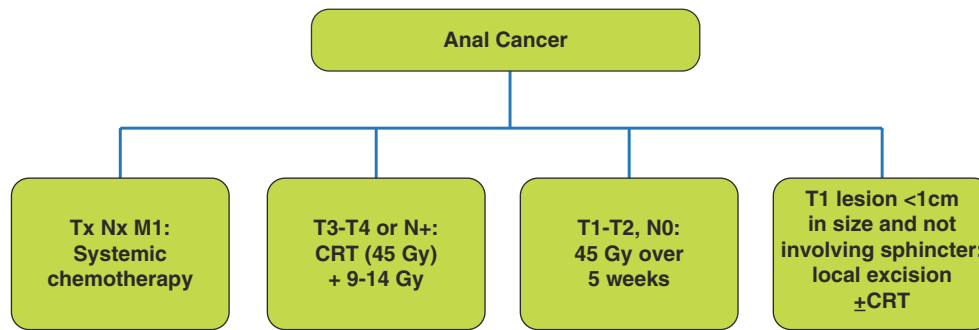 Anal Cancer
Tx Nx M1:
Systemic
chemotherapy
T3-T4 or N+:
CRT (45 Gy)
+ 9-14 Gy
T1-T2, N0:
45 Gy over
5 weeks
T1 lesion <1cm
in size and not
involving sphincter:
local excision
±CRT